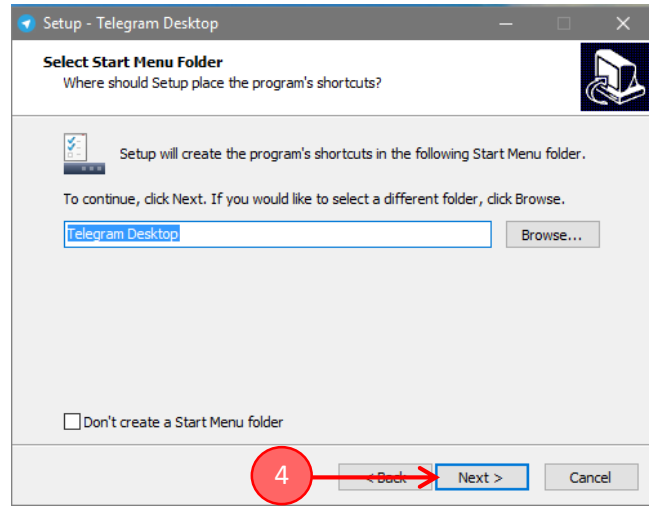 Setup - Telegram Desktop
Select Start Menu Folder
Where should Setup place the program's shortcuts?
Setup will create the program's shortcuts in the following Start Menu folder.
To continue, click Next. If you would like to select a different folder, click Browse.
Telegram Desktop
Browse...
Don't create a Start Menu folder
4
< Back
Next >
Cancel